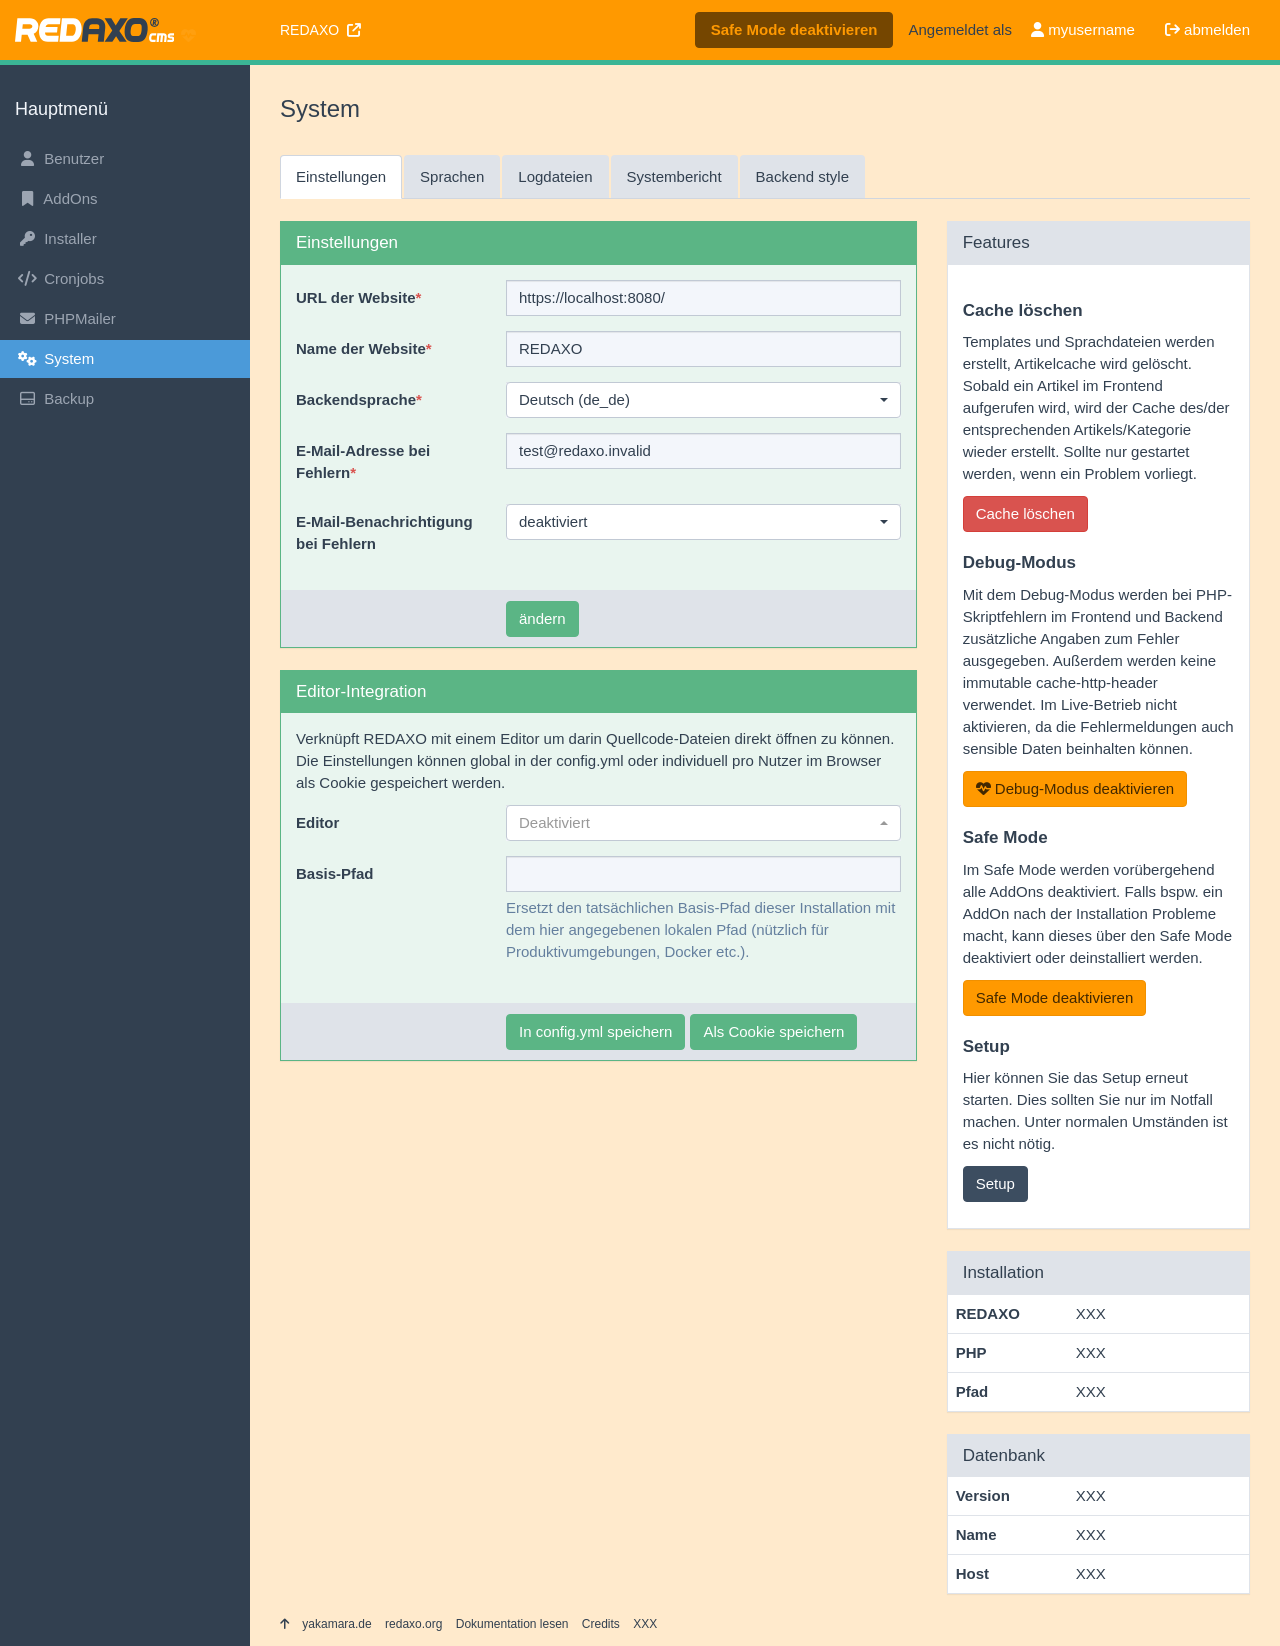 REDAXO® cms
REDAXO
Safe Mode deaktivieren
Angemeldet als
myusername
abmelden
Hauptmenü
Benutzer
AddOns
Installer
Cronjobs
PHPMailer
System
Backup
System
Einstellungen
Sprachen
Logdateien
Systembericht
Backend style
Einstellungen
URL der Website*
https://localhost:8080/
Name der Website*
REDAXO
Backendsprache*
Deutsch (de_de)
E-Mail-Adresse bei
Fehlern*
test@redaxo.invalid
E-Mail-Benachrichtigung
bei Fehlern
deaktiviert
ändern
Editor-Integration
Verknüpft REDAXO mit einem Editor um darin Quellcode-Dateien direkt öffnen zu können.
Die Einstellungen können global in der config.yml oder individuell pro Nutzer im Browser
als Cookie gespeichert werden.
Editor
Deaktiviert
Basis-Pfad
Ersetzt den tatsächlichen Basis-Pfad dieser Installation mit
dem hier angegebenen lokalen Pfad (nützlich für
Produktivumgebungen, Docker etc.).
In config.yml speichern
Als Cookie speichern
Features
Cache löschen
Templates und Sprachdateien werden
erstellt, Artikelcache wird gelöscht.
Sobald ein Artikel im Frontend
aufgerufen wird, wird der Cache des/der
entsprechenden Artikels/Kategorie
wieder erstellt. Sollte nur gestartet
werden, wenn ein Problem vorliegt.
Cache löschen
Debug-Modus
Mit dem Debug-Modus werden bei PHP-
Skriptfehlern im Frontend und Backend
zusätzliche Angaben zum Fehler
ausgegeben. Außerdem werden keine
immutable cache-http-header
verwendet. Im Live-Betrieb nicht
aktivieren, da die Fehlermeldungen auch
sensible Daten beinhalten können.
Debug-Modus deaktivieren
Safe Mode
Im Safe Mode werden vorübergehend
alle AddOns deaktiviert. Falls bspw. ein
AddOn nach der Installation Probleme
macht, kann dieses über den Safe Mode
deaktiviert oder deinstalliert werden.
Safe Mode deaktivieren
Setup
Hier können Sie das Setup erneut
starten. Dies sollten Sie nur im Notfall
machen. Unter normalen Umständen ist
es nicht nötig.
Setup
Installation
REDAXO XXX
PHP XXX
Pfad XXX
Datenbank
Version XXX
Name XXX
Host XXX
yakamara.de redaxo.org Dokumentation lesen Credits XXX